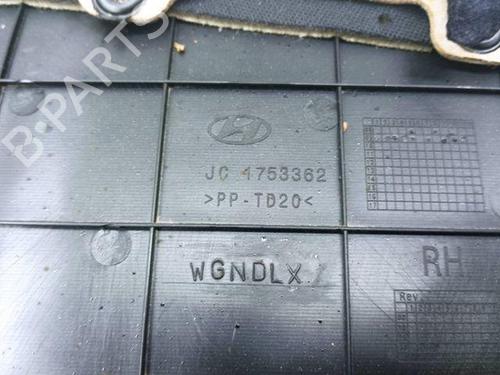 B-PARTS
JC 4753362
>PP-TD20<
WGNDLX
RH
Rev